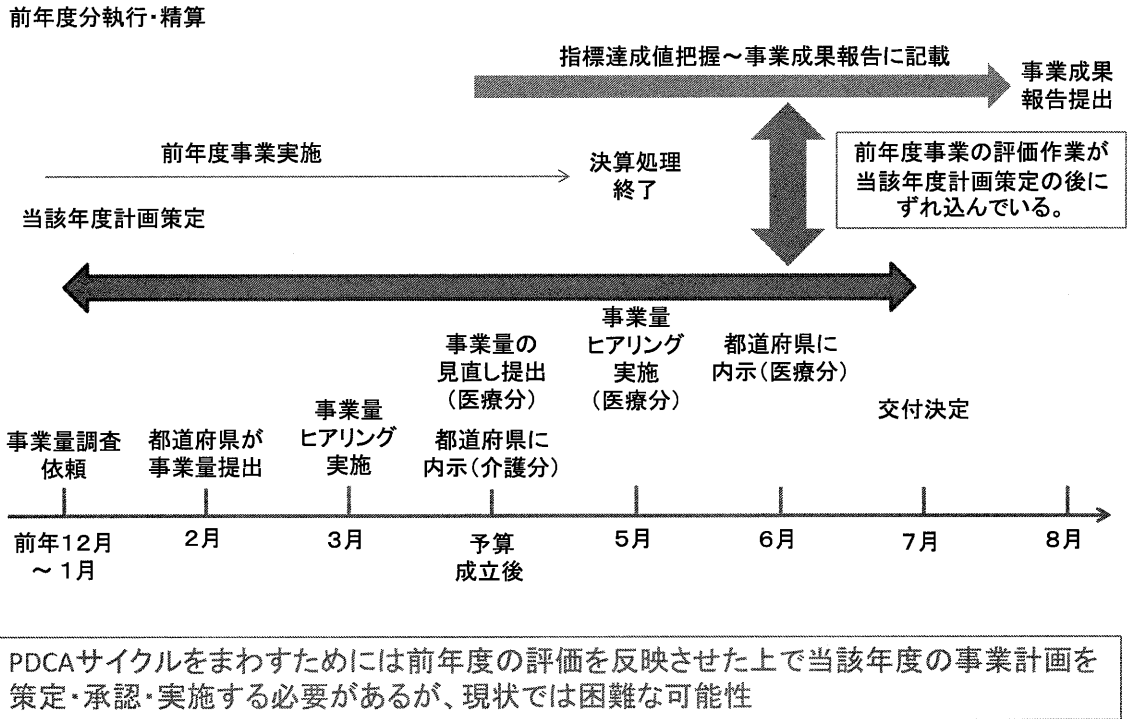 前年度分執行・精算
指標達成値把握～事業成果報告に記載
事業成果
報告提出
前年度事業実施
決算処理
終了
前年度事業の評価作業が
当該年度計画策定の後に
ずれ込んでいる。
当該年度計画策定
事業量調査
依頼
都道府県が
事業量提出
事業量
ヒアリング
実施
事業量の
見直し提出
(医療分)
都道府県に
内示(介護分)
事業量
ヒアリング
実施
(医療分)
都道府県に
内示(医療分)
交付決定
前年12月
～1月
2月
3月
予算
成立後
5月
6月
7月
8月
PDCAサイクルをまわすためには前年度の評価を反映させた上で当該年度の事業計画を
策定・承認・実施する必要があるが、現状では困難な可能性